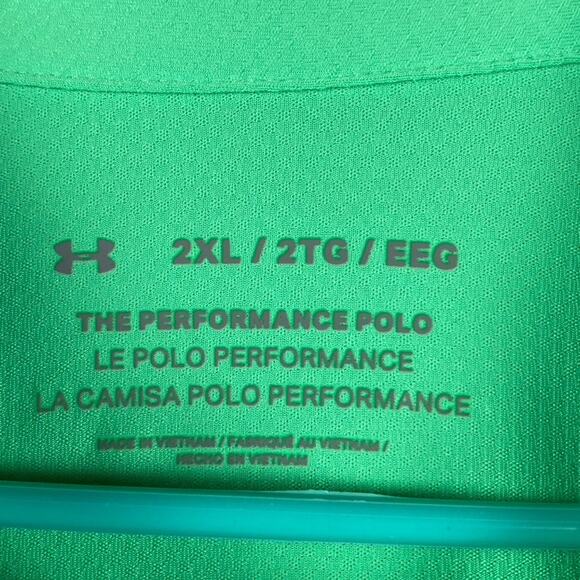 2XL / 2TG / EEG
THE PERFORMANCE POLO
LE POLO PERFORMANCE
LA CAMISA POLO PERFORMANCE
MADE IN VIETNAM / FABRIQUÉ AU VIETNAM /
HECHO EN VIETNAM